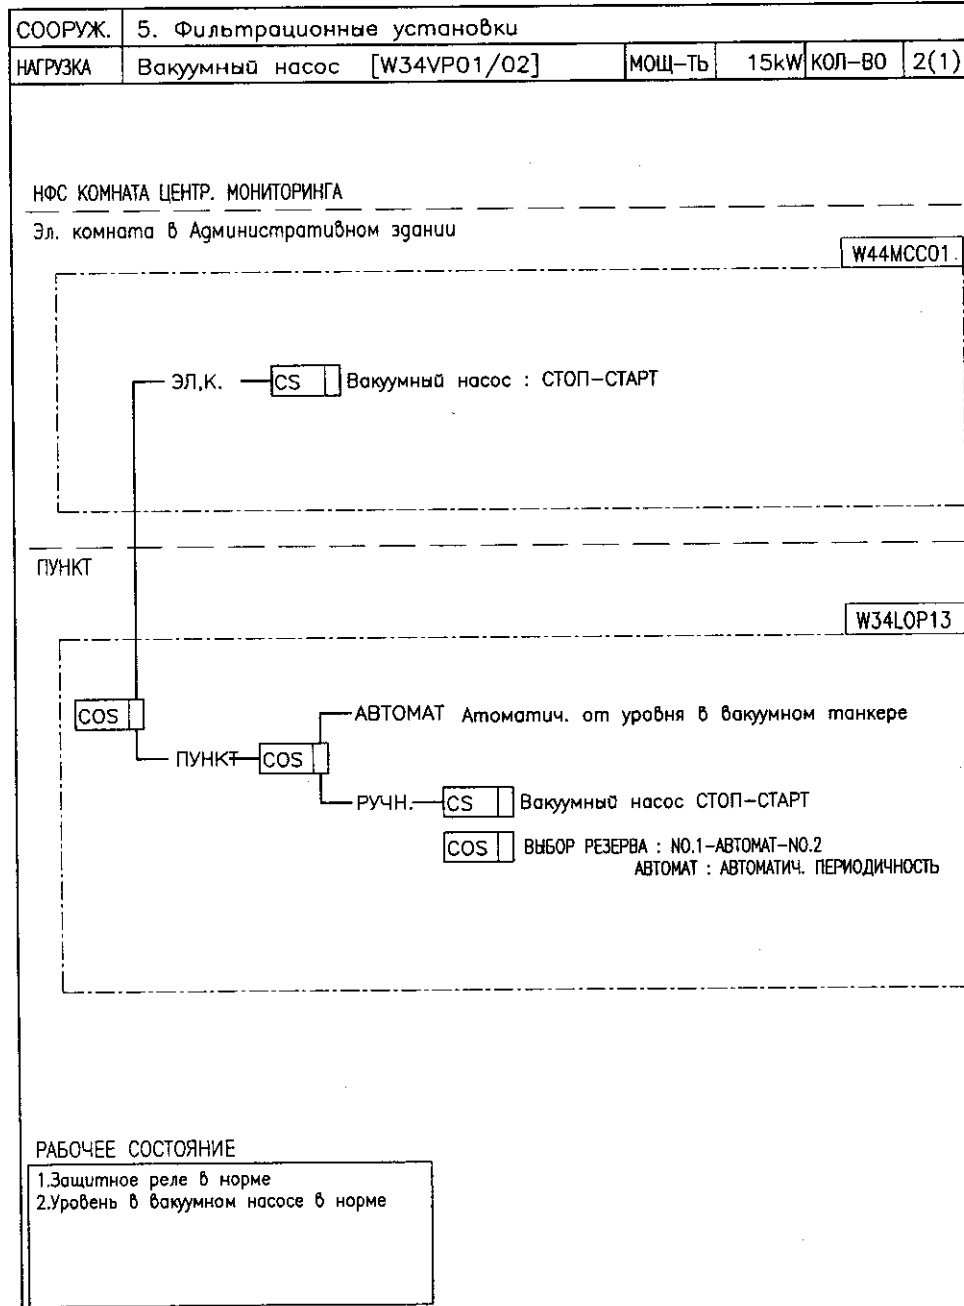 СООРУЖ. 5. Фильтрационные установки
НАГРУЗКА Вакуумный насос [W34VP01/02] МОЩ-ТЬ 15kW КОЛ-ВО 2(1)
НФС КОМНАТА ЦЕНТР. МОНИТОРИНГА
Эл. комната в Административном здании
W44MCC01
ЭЛ,К. CS Вакуумный насос : СТОП-СТАРТ
ПУНКТ
W34LOP13
COS
АВТОМАТ Атоматич. от уровня в вакуумном танкере
ПУНКТ COS
РУЧН. CS Вакуумный насос СТОП-СТАРТ
COS ВЫБОР РЕЗЕРВА : NO.1-АВТОМАТ-NO.2
АВТОМАТ : АВТОМАТИЧ. ПЕРИОДИЧНОСТЬ
РАБОЧЕЕ СОСТОЯНИЕ
1.Защитное реле в норме
2.Уровень в вакуумном насосе в норме